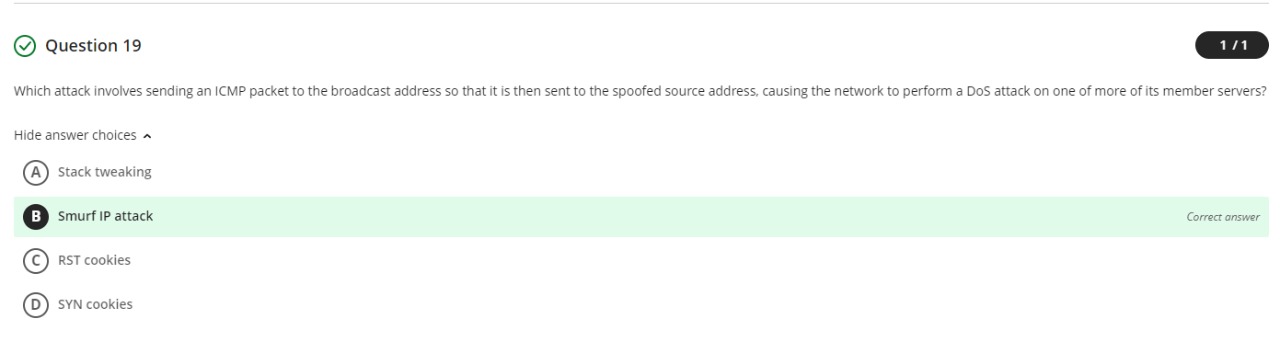 Question 19
1 / 1
Which attack involves sending an ICMP packet to the broadcast address so that it is then sent to the spoofed source address, causing the network to perform a DoS attack on one of more of its member servers?
Hide answer choices
A Stack tweaking
B Smurf IP attack
Correct answer
C RST cookies
D SYN cookies